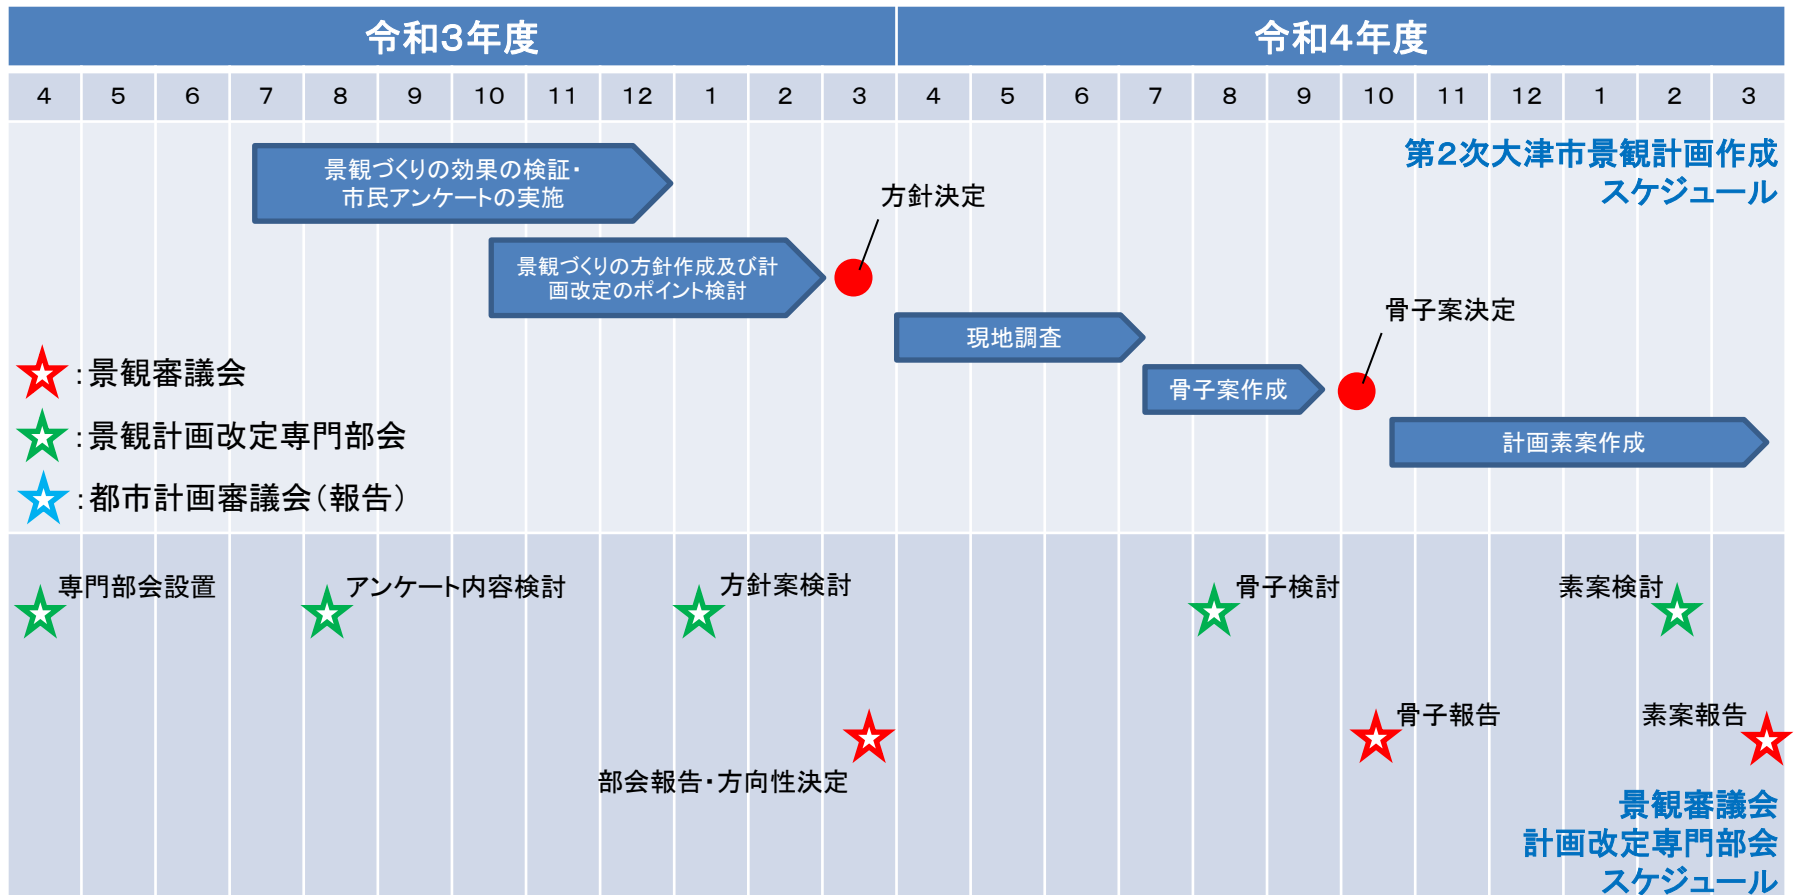 令和３年度
令和４年度
4 5 6 7 8 9 10 11 12 1 2 3 4 5 6 7 8 9 10 11 12 1 2 3
第２次大津市景観計画作成
スケジュール
景観づくりの効果の検証・
市民アンケートの実施
方針決定
景観づくりの方針作成及び計
画改定のポイント検討
骨子案決定
現地調査
骨子案作成
計画素案作成
：景観審議会
：景観計画改定専門部会
：都市計画審議会（報告）
専門部会設置
アンケート内容検討
方針案検討
骨子検討
素案検討
部会報告・方向性決定
骨子報告
素案報告
景観審議会
計画改定専門部会
スケジュール